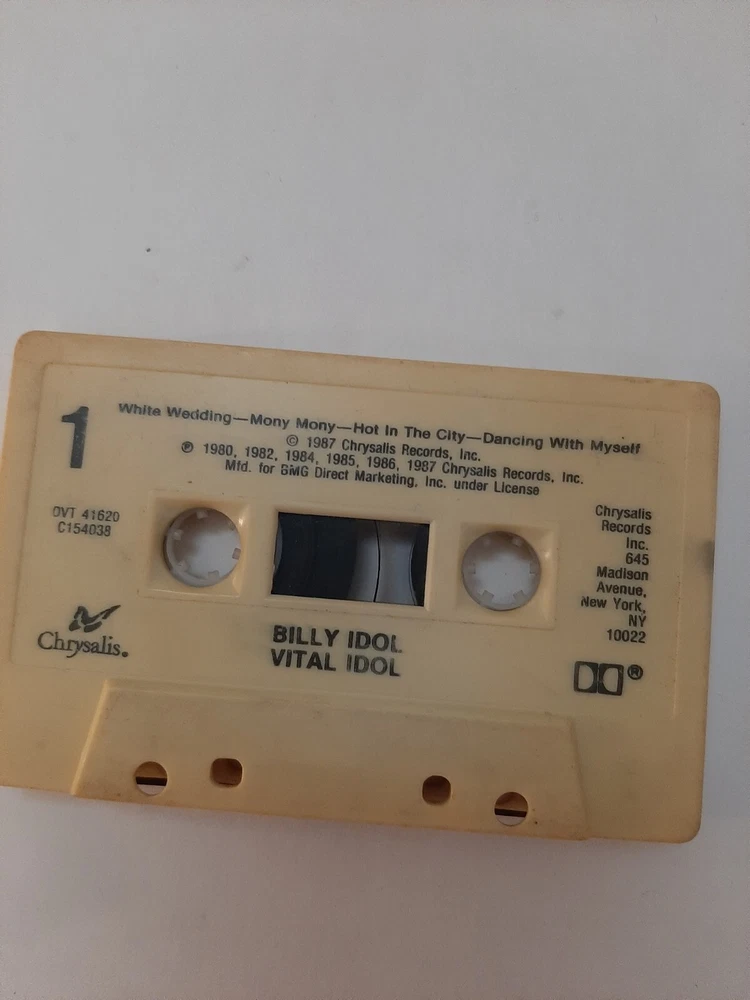 1
White Wedding—Mony Mony—Hot In The City—Dancing With Myself
© 1987 Chrysalis Records, Inc.
℗ 1980, 1982, 1984, 1985, 1986, 1987 Chrysalis Records, Inc.
Mfd. for BMG Direct Marketing, Inc. under License
OVT 41620
C154038
Chrysalis
Records
Inc.
645
Madison
Avenue,
New York,
NY
10022
Chrysalis®
BILLY IDOL
VITAL IDOL
®